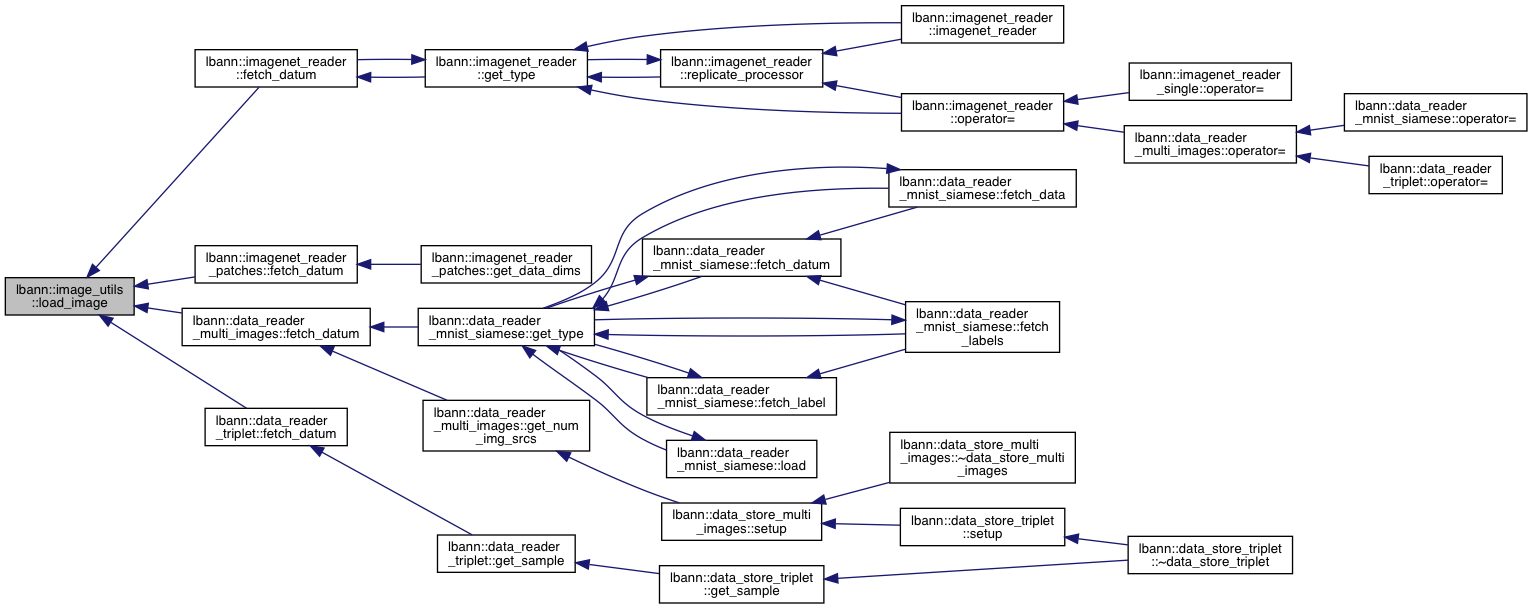 lbann::image_utils
::load_image
lbann::imagenet_reader
::fetch_datum
lbann::imagenet_reader
::get_type
lbann::imagenet_reader
::imagenet_reader
lbann::imagenet_reader
::replicate_processor
lbann::imagenet_reader
::operator=
lbann::imagenet_reader
_single::operator=
lbann::data_reader
_multi_images::operator=
lbann::data_reader
_mnist_siamese::operator=
lbann::data_reader
_triplet::operator=
lbann::imagenet_reader
_patches::fetch_datum
lbann::imagenet_reader
_patches::get_data_dims
lbann::data_reader
_multi_images::fetch_datum
lbann::data_reader
_mnist_siamese::get_type
lbann::data_reader
_mnist_siamese::fetch_data
lbann::data_reader
_mnist_siamese::fetch_datum
lbann::data_reader
_mnist_siamese::fetch
_labels
lbann::data_reader
_mnist_siamese::fetch_label
lbann::data_reader
_mnist_siamese::load
lbann::data_reader
_multi_images::get_num
_img_srcs
lbann::data_store_multi
_images::setup
lbann::data_store_multi
_images::~data_store_multi
_images
lbann::data_store_triplet
::setup
lbann::data_store_triplet
::~data_store_triplet
lbann::data_reader
_triplet::fetch_datum
lbann::data_reader
_triplet::get_sample
lbann::data_store_triplet
::get_sample